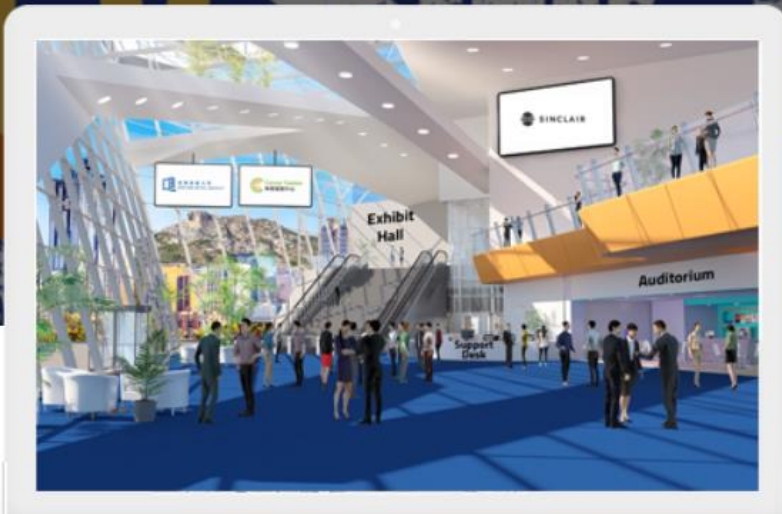 SINCLAIR
Exhibit
Hall
Auditorium
Support
Desk